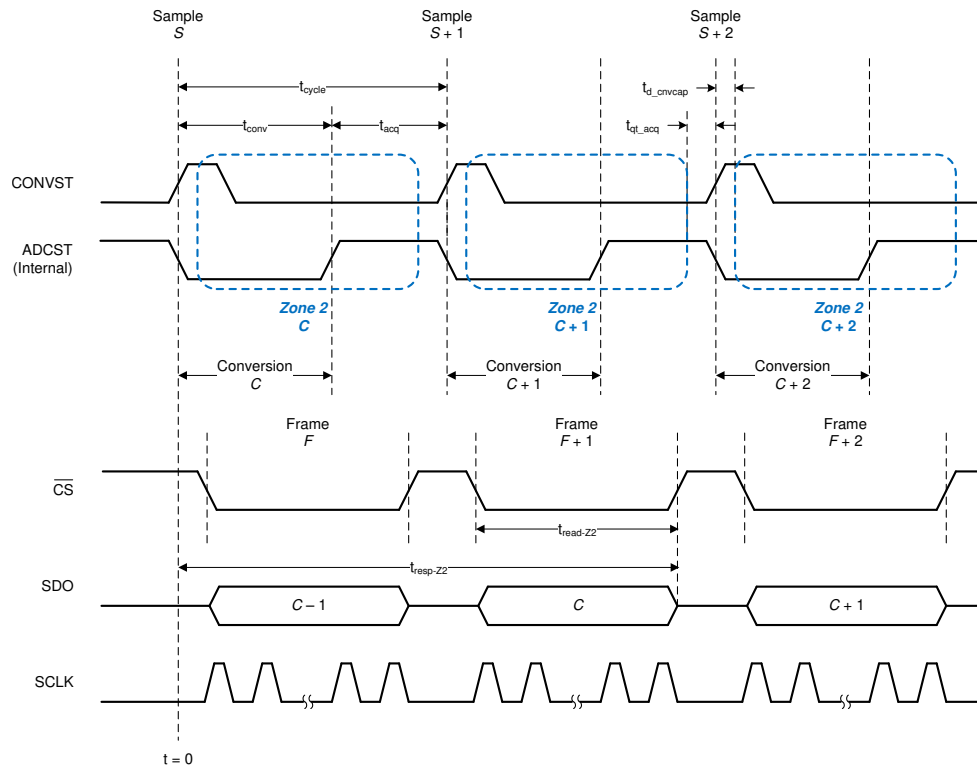 Sample
S
Sample
S + 1
Sample
S + 2
tcycle
td_cnvcap
tconv
tacq
tqt_acq
CONVST
ADCST
(Internal)
Zone 2
C
Zone 2
C + 1
Zone 2
C + 2
Conversion
C
Conversion
C + 1
Conversion
C + 2
Frame
F
Frame
F + 1
Frame
F + 2
CS
tread-Z2
tresp-Z2
SDO
C – 1
C
C + 1
SCLK
t = 0